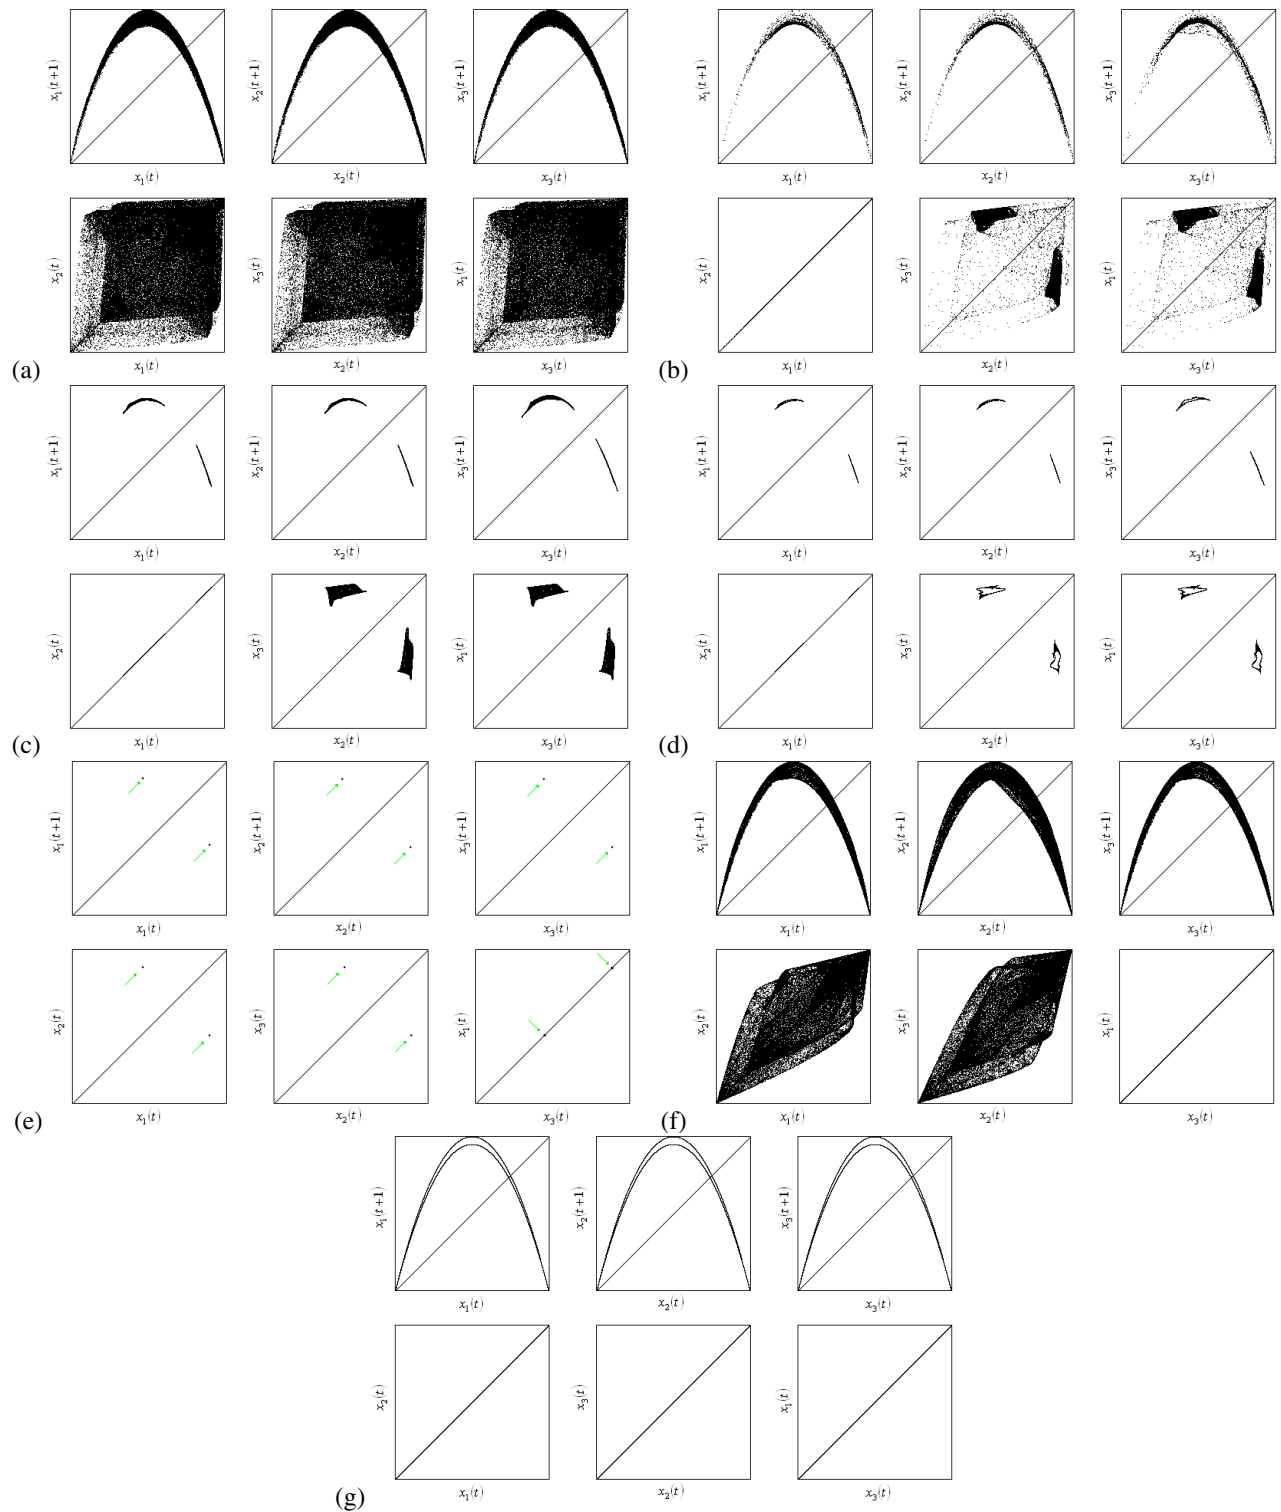 x₁(t+1) x₂(t+1) x₃(t+1) x₁(t+1) x₂(t+1) x₃(t+1)
x₁(t) x₂(t) x₃(t) x₁(t) x₂(t) x₃(t)
x₂(t) x₃(t) x₁(t) x₂(t) x₃(t) x₁(t)
(a) x₁(t) x₂(t) x₃(t) (b) x₁(t) x₂(t) x₃(t)
x₁(t+1) x₂(t+1) x₃(t+1) x₁(t+1) x₂(t+1) x₃(t+1)
x₁(t) x₂(t) x₃(t) x₁(t) x₂(t) x₃(t)
x₂(t) x₃(t) x₁(t) x₂(t) x₃(t) x₁(t)
(c) x₁(t) x₂(t) x₃(t) (d) x₁(t) x₂(t) x₃(t)
x₁(t+1) x₂(t+1) x₃(t+1) x₁(t+1) x₂(t+1) x₃(t+1)
x₁(t) x₂(t) x₃(t) x₁(t) x₂(t) x₃(t)
x₂(t) x₃(t) x₁(t) x₂(t) x₃(t) x₁(t)
(e) x₁(t) x₂(t) x₃(t) (f) x₁(t) x₂(t) x₃(t)
x₁(t+1) x₂(t+1) x₃(t+1)
x₁(t) x₂(t) x₃(t)
x₂(t) x₃(t) x₁(t)
(g) x₁(t) x₂(t) x₃(t)